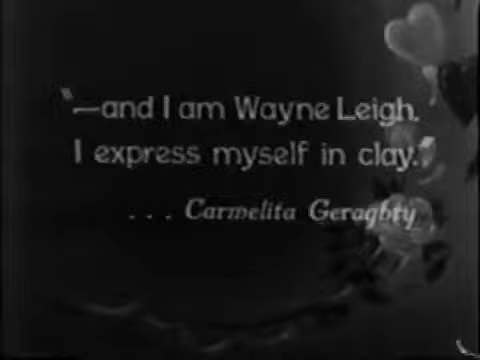 "—and I am Wayne Leigh.
I express myself in clay."
. . . Carmelita Geraghty